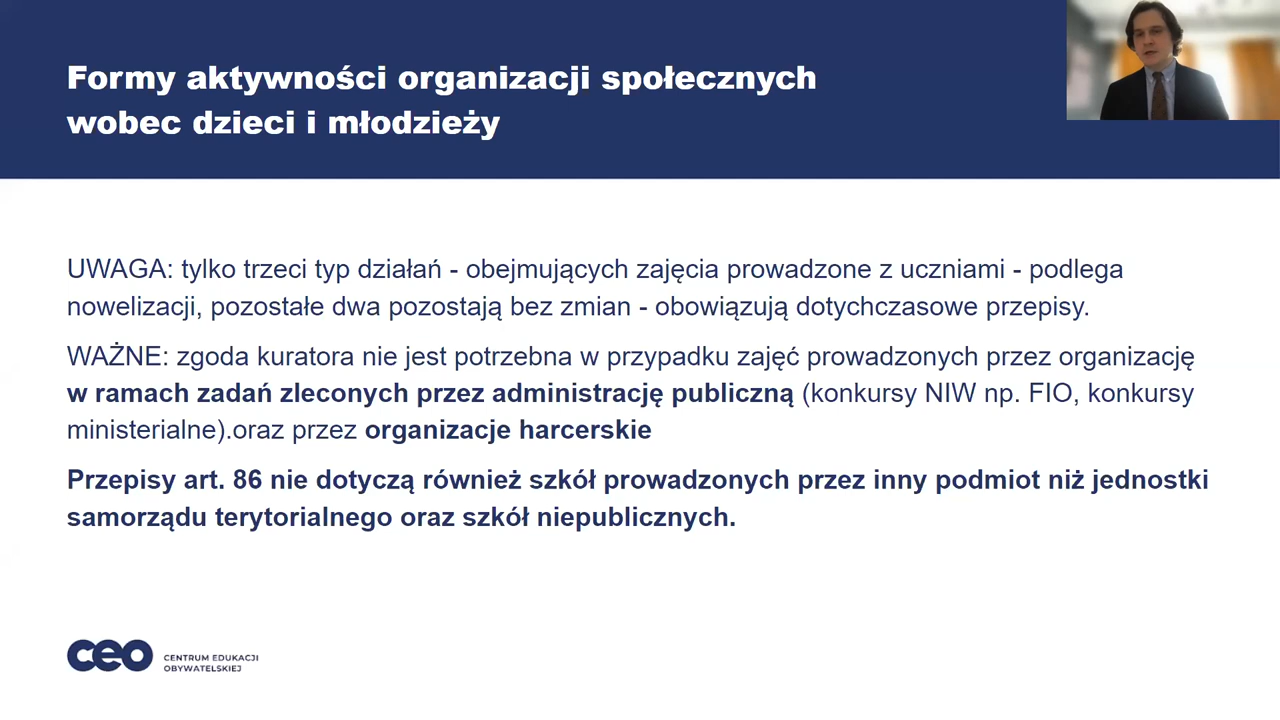 Formy aktywności organizacji społecznych
wobec dzieci i młodzieży
UWAGA: tylko trzeci typ działań - obejmujących zajęcia prowadzone z uczniami - podlega
nowelizacji, pozostałe dwa pozostają bez zmian - obowiązują dotychczasowe przepisy.
WAŻNE: zgoda kuratora nie jest potrzebna w przypadku zajęć prowadzonych przez organizację
w ramach zadań zleconych przez administrację publiczną (konkursy NIW np. FIO, konkursy
ministerialne).oraz przez organizacje harcerskie
Przepisy art. 86 nie dotyczą również szkół prowadzonych przez inny podmiot niż jednostki
samorządu terytorialnego oraz szkół niepublicznych.
ceo CENTRUM EDUKACJI
OBYWATELSKIEJ